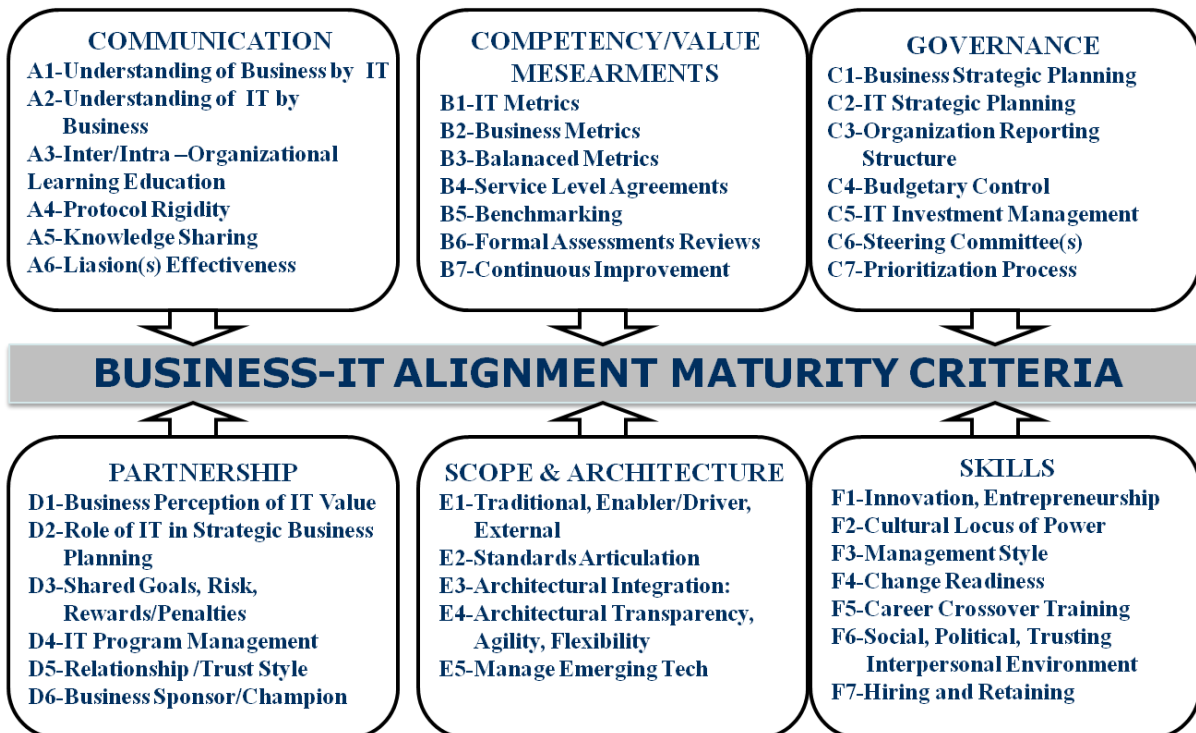 COMMUNICATION
A1-Understanding of Business by IT
A2-Understanding of IT by
Business
A3-Inter/Intra –Organizational
Learning Education
A4-Protocol Rigidity
A5-Knowledge Sharing
A6-Liasion(s) Effectiveness
COMPETENCY/VALUE
MESEARMENTS
B1-IT Metrics
B2-Business Metrics
B3-Balanaced Metrics
B4-Service Level Agreements
B5-Benchmarking
B6-Formal Assessments Reviews
B7-Continuous Improvement
GOVERNANCE
C1-Business Strategic Planning
C2-IT Strategic Planning
C3-Organization Reporting
Structure
C4-Budgetary Control
C5-IT Investment Management
C6-Steering Committee(s)
C7-Prioritization Process
BUSINESS-IT ALIGNMENT MATURITY CRITERIA
PARTNERSHIP
D1-Business Perception of IT Value
D2-Role of IT in Strategic Business
Planning
D3-Shared Goals, Risk,
Rewards/Penalties
D4-IT Program Management
D5-Relationship /Trust Style
D6-Business Sponsor/Champion
SCOPE & ARCHITECTURE
E1-Traditional, Enabler/Driver,
External
E2-Standards Articulation
E3-Architectural Integration:
E4-Architectural Transparency,
Agility, Flexibility
E5-Manage Emerging Tech
SKILLS
F1-Innovation, Entrepreneurship
F2-Cultural Locus of Power
F3-Management Style
F4-Change Readiness
F5-Career Crossover Training
F6-Social, Political, Trusting
Interpersonal Environment
F7-Hiring and Retaining